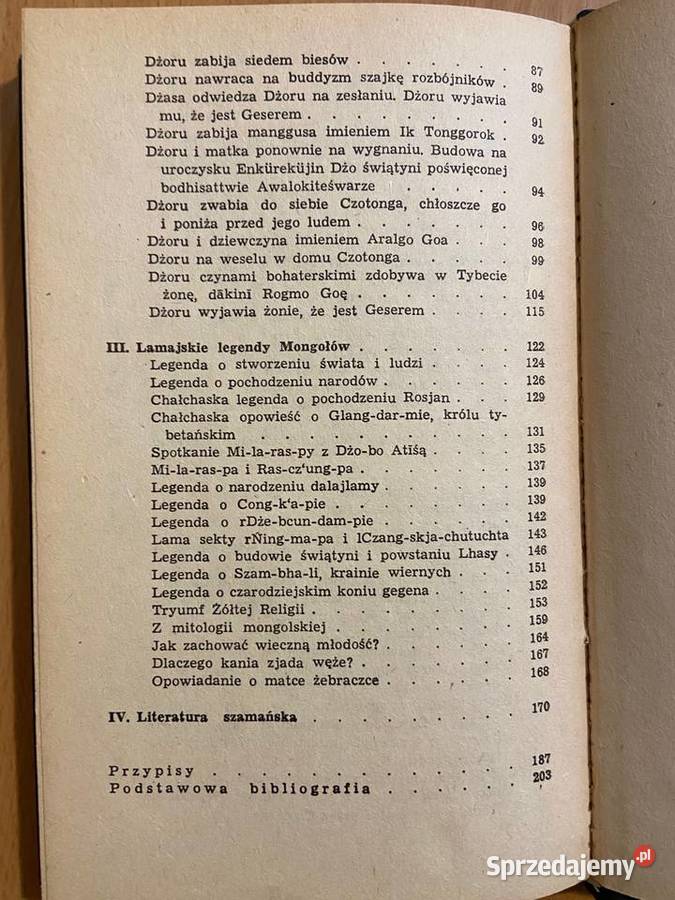 Dżoru zabija siedem biesów . . . . . . . 87
Dżoru nawraca na buddyzm szajkę rozbójników . 89
Dżasa odwiedza Dżoru na zesłaniu. Dżoru wyjawia
mu, że jest Geserem . . . . . . . . . 91
Dżoru zabija manggusa imieniem Ik Tonggorok . 92
Dżoru i matka ponownie na wygnaniu. Budowa na
uroczysku Enküreküjin Dżo świątyni poświęconej
bodhisattwie Awalokiteśwarze . . . . . 94
Dżoru zwabia do siebie Czotonga, chłoszcze go
i poniża przed jego ludem . . . . . . . 96
Dżoru i dziewczyna imieniem Aralgo Goa . . . 98
Dżoru na weselu w domu Czotonga . . . . . 99
Dżoru czynami bohaterskimi zdobywa w Tybecie
żonę, dākinī Rogmo Goę . . . . . . . 104
Dżoru wyjawia żonie, że jest Geserem . . . . 115
III. Lamajskie legendy Mongołów . . . . . . . 122
Legenda o stworzeniu świata i ludzi . . . . 124
Legenda o pochodzeniu narodów . . . . . . 126
Chałchaska legenda o pochodzeniu Rosjan . . . 129
Chałchaska opowieść o Glang-dar-mie, królu ty-
betańskim . . . . . . . . . . 131
Spotkanie Mi-la-ras-py z Dżo-bo Atīśą . . . . 135
Mi-la-ras-pa i Ras-cz'ung-pa . . . . . . 137
Legenda o narodzeniu dalajlamy . . . . . 139
Legenda o Cong-k'a-pie . . . . . . . 139
Legenda o rDże-bcun-dam-pie . . . . . . 142
Lama sekty rŃing-ma-pa i lCzang-skja-chutuchta 143
Legenda o budowie świątyni i powstaniu Lhasy . 146
Legenda o Szam-bha-li, krainie wiernych . . . 151
Legenda o czarodziejskim koniu gegena . . . . 152
Tryumf Żółtej Religii . . . . . . . . 153
Z mitologii mongolskiej . . . . . . . 159
Jak zachować wieczną młodość? . . . . . . 164
Dlaczego kania zjada węże? . . . . . . . 167
Opowiadanie o matce żebraczce . . . . . . 168
IV. Literatura szamańska . . . . . . . . . 170
Przypisy . . . . . . . . . . . . . 187
Podstawowa bibliografia . . . . . . 203
Sprzedajemy.pl